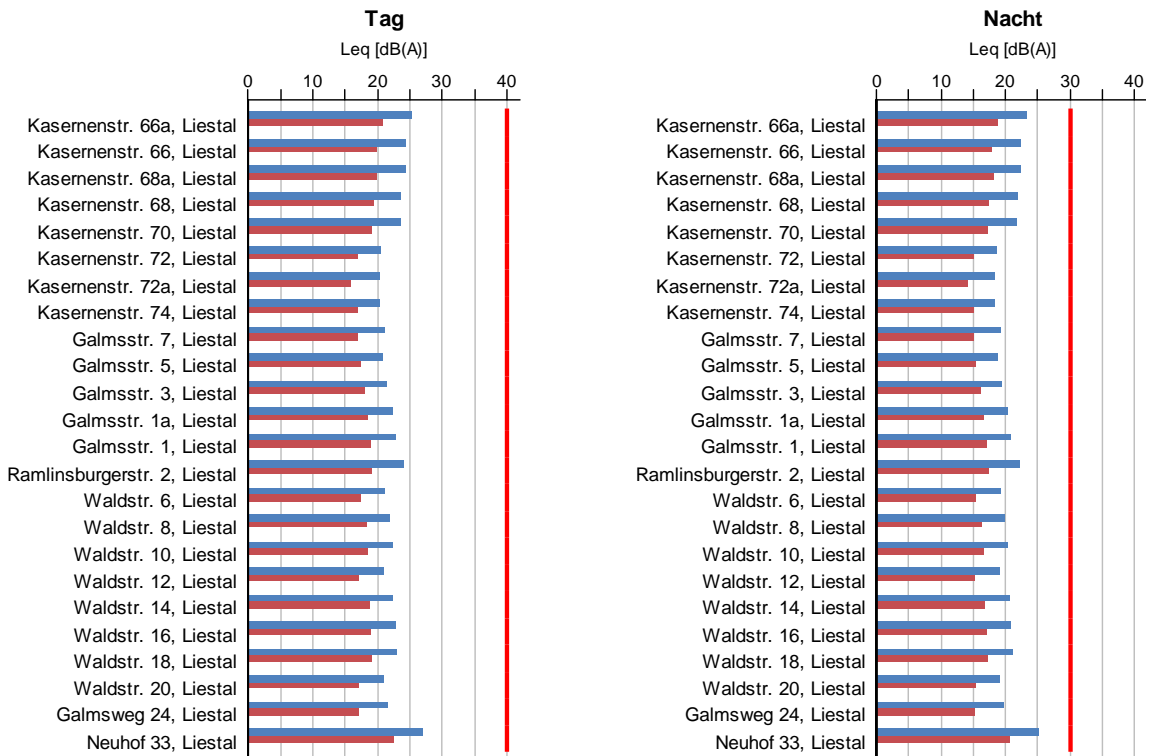 Tag
Leq [dB(A)]
0 10 20 30 40
Kasernenstr. 66a, Liestal
Kasernenstr. 66, Liestal
Kasernenstr. 68a, Liestal
Kasernenstr. 68, Liestal
Kasernenstr. 70, Liestal
Kasernenstr. 72, Liestal
Kasernenstr. 72a, Liestal
Kasernenstr. 74, Liestal
Galmsstr. 7, Liestal
Galmsstr. 5, Liestal
Galmsstr. 3, Liestal
Galmsstr. 1a, Liestal
Galmsstr. 1, Liestal
Ramlinsburgerstr. 2, Liestal
Waldstr. 6, Liestal
Waldstr. 8, Liestal
Waldstr. 10, Liestal
Waldstr. 12, Liestal
Waldstr. 14, Liestal
Waldstr. 16, Liestal
Waldstr. 18, Liestal
Waldstr. 20, Liestal
Galmsweg 24, Liestal
Neuhof 33, Liestal
Nacht
Leq [dB(A)]
0 10 20 30 40
Kasernenstr. 66a, Liestal
Kasernenstr. 66, Liestal
Kasernenstr. 68a, Liestal
Kasernenstr. 68, Liestal
Kasernenstr. 70, Liestal
Kasernenstr. 72, Liestal
Kasernenstr. 72a, Liestal
Kasernenstr. 74, Liestal
Galmsstr. 7, Liestal
Galmsstr. 5, Liestal
Galmsstr. 3, Liestal
Galmsstr. 1a, Liestal
Galmsstr. 1, Liestal
Ramlinsburgerstr. 2, Liestal
Waldstr. 6, Liestal
Waldstr. 8, Liestal
Waldstr. 10, Liestal
Waldstr. 12, Liestal
Waldstr. 14, Liestal
Waldstr. 16, Liestal
Waldstr. 18, Liestal
Waldstr. 20, Liestal
Galmsweg 24, Liestal
Neuhof 33, Liestal